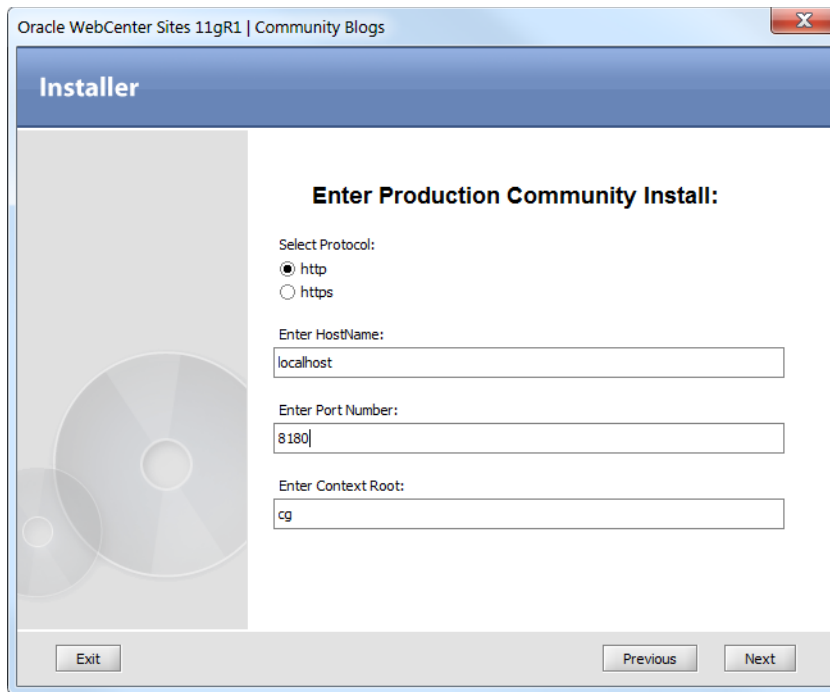 Oracle WebCenter Sites 11gR1 | Community Blogs
Installer
Enter Production Community Install:
Select Protocol:
http
https
Enter HostName:
localhost
Enter Port Number:
8180
Enter Context Root:
cg
Exit
Previous
Next